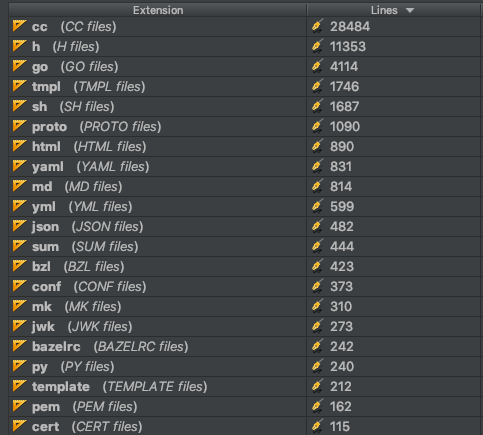 Extension Lines
cc (CC files) 28484
h (H files) 11353
go (GO files) 4114
tmpl (TMPL files) 1746
sh (SH files) 1687
proto (PROTO files) 1090
html (HTML files) 890
yaml (YAML files) 831
md (MD files) 814
yml (YML files) 599
json (JSON files) 482
sum (SUM files) 444
bzl (BZL files) 423
conf (CONF files) 373
mk (MK files) 310
jwk (JWK files) 273
bazelrc (BAZELRC files) 242
py (PY files) 240
template (TEMPLATE files) 212
pem (PEM files) 162
cert (CERT files) 115